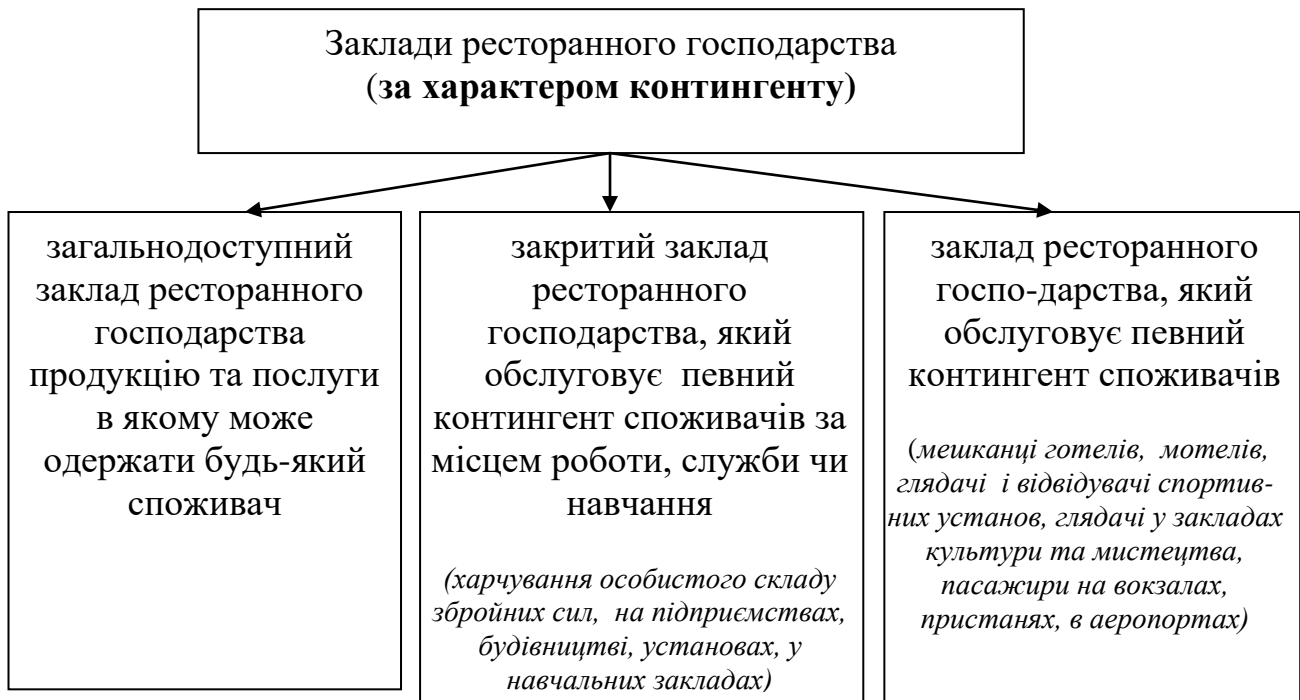 Заклади ресторанного господарства
(за характером контингенту)
загальнодоступний
заклад ресторанного
господарства
продукцію та послуги
в якому може
одержати будь-який
споживач
закритий заклад
ресторанного
господарства, який
обслуговує певний
контингент споживачів за
місцем роботи, служби чи
навчання
(харчування особистого складу
збройних сил, на підприємствах,
будівництві, установах, у
навчальних закладах)
заклад ресторанного
госпо-дарства, який
обслуговує певний
контингент споживачів
(мешканці готелів, мотелів,
глядачі і відвідувачі спортив-
них установ, глядачі у закладах
культури та мистецтва,
пасажири на вокзалах,
пристанях, в аеропортах)